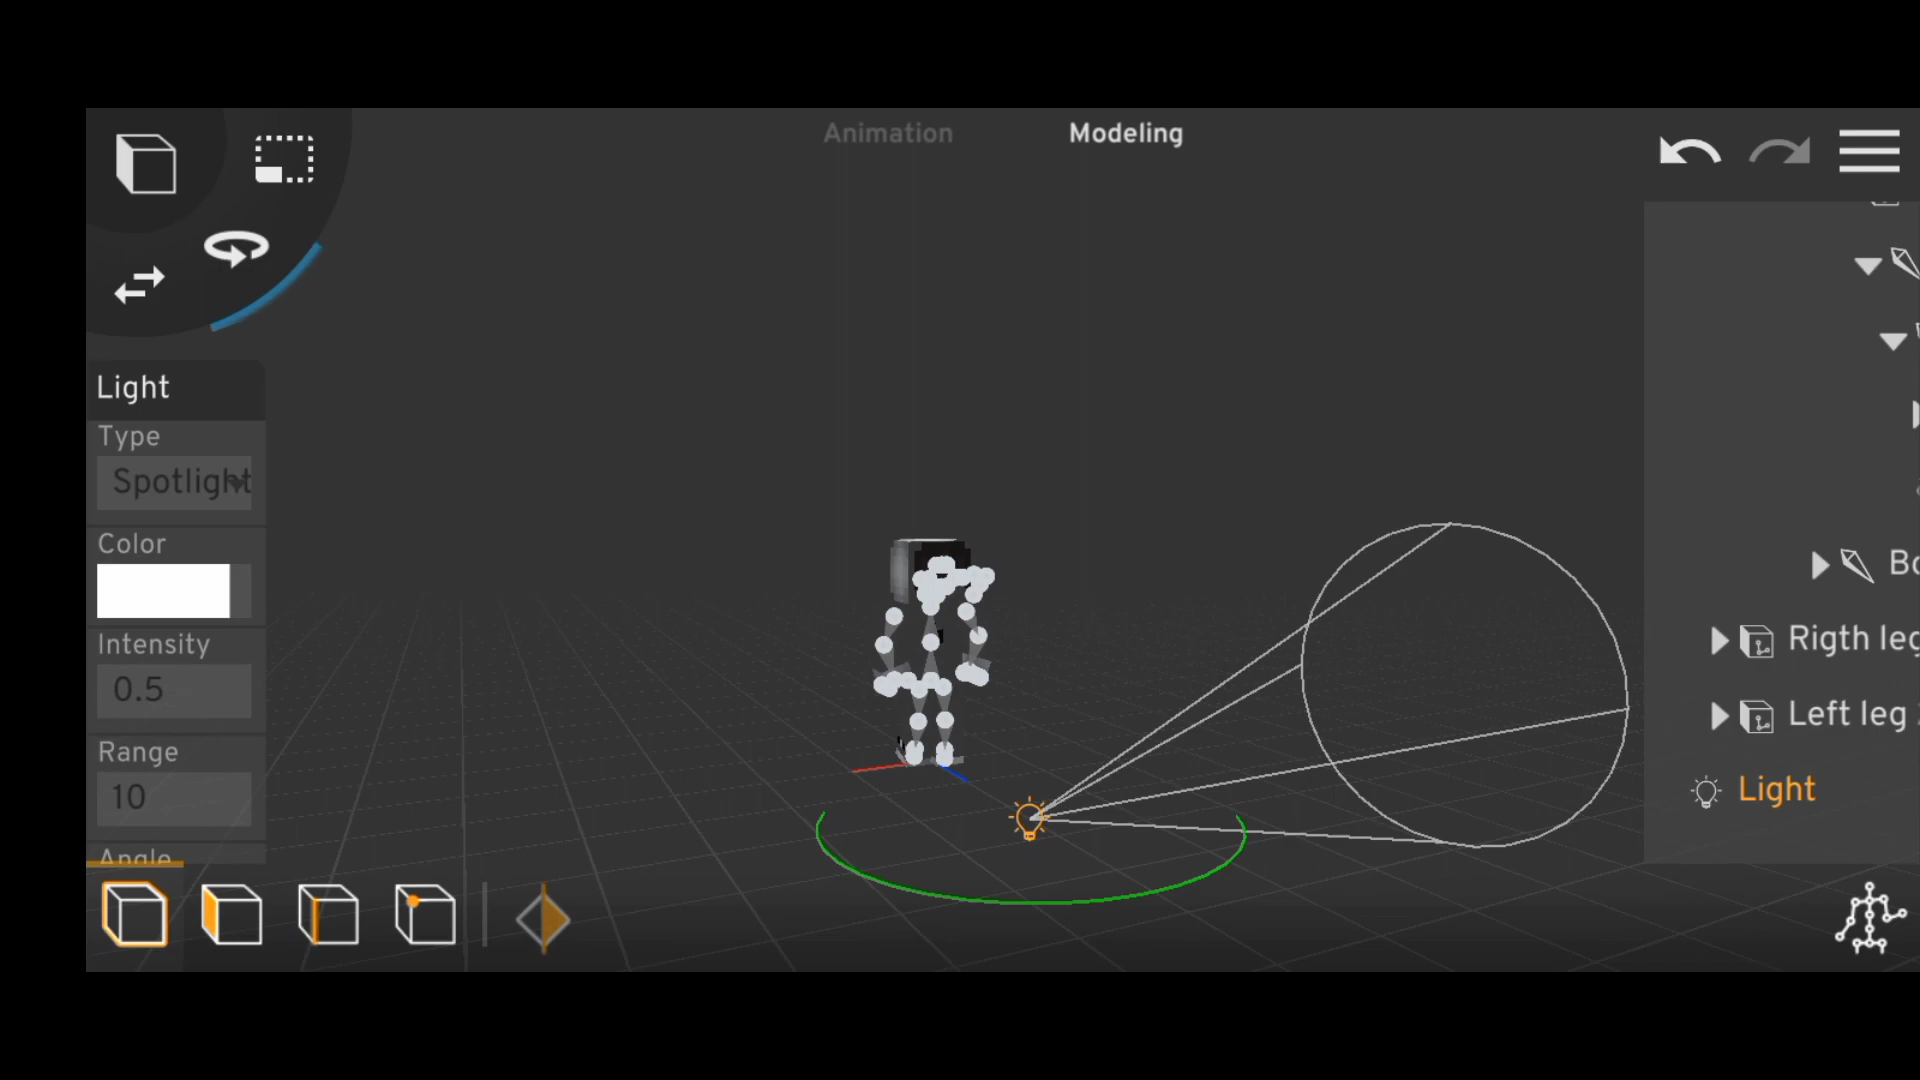 Animation
Modeling
Light
Type
Spotlight
Color
Intensity
0.5
Range
10
Angle
Rigth leg
Left leg
Light